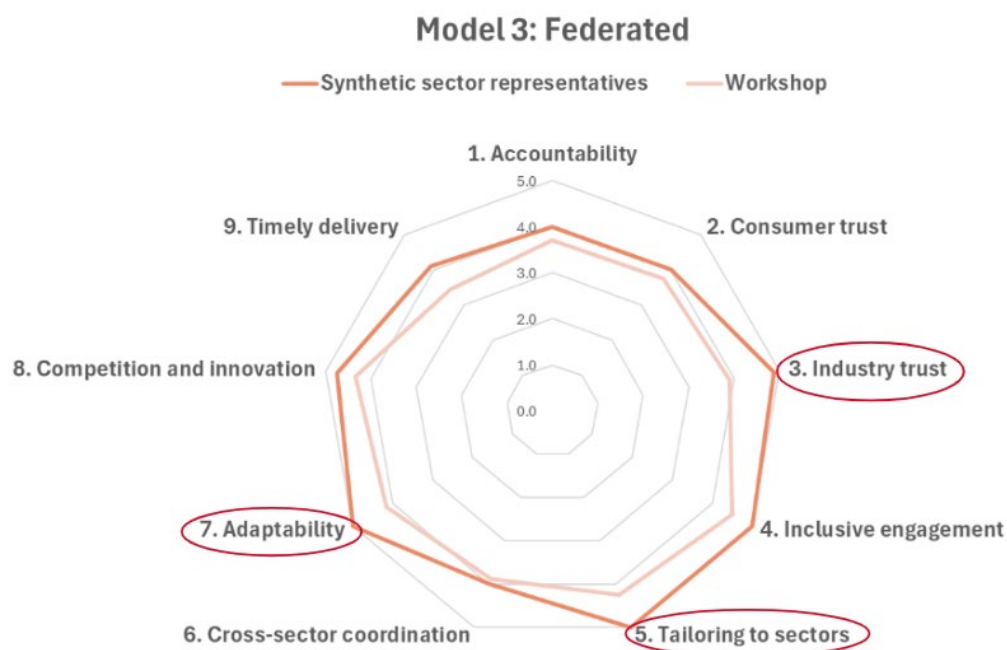 Model 3: Federated
Synthetic sector representatives
Workshop
1. Accountability
5.0
9. Timely delivery
2. Consumer trust
4.0
3.0
2.0
8. Competition and innovation
3. Industry trust
1.0
0.0
7. Adaptability
4. Inclusive engagement
6. Cross-sector coordination
5. Tailoring to sectors